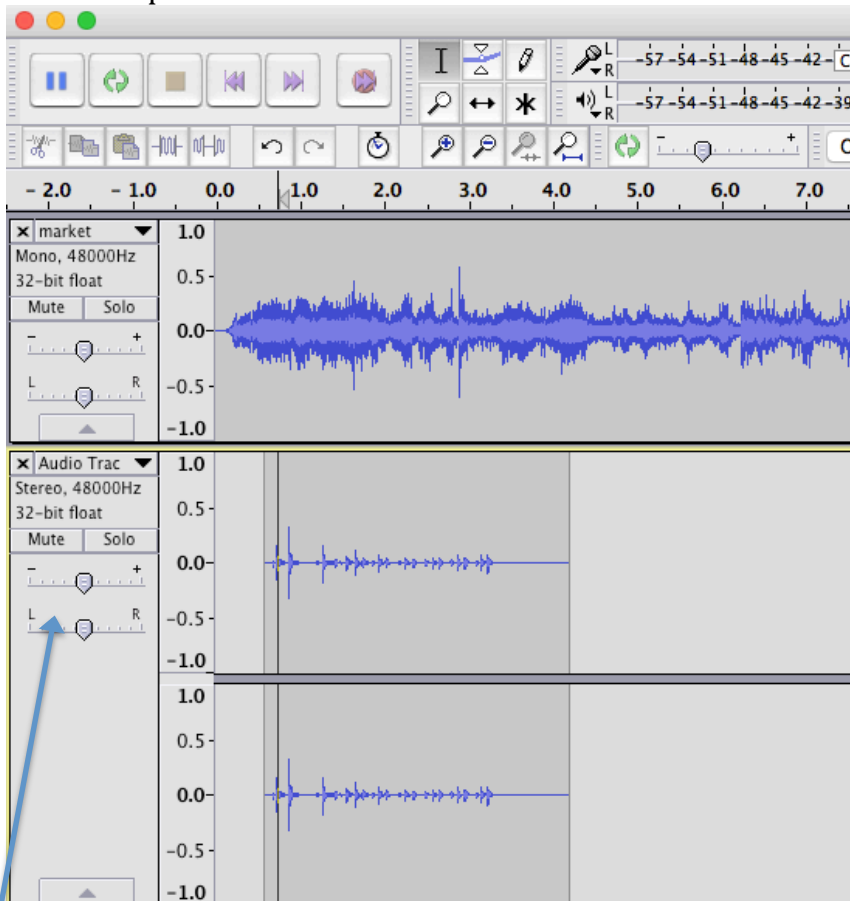 L
R
-57 -54 -51 -48 -45 -42 - C
L
R
-57 -54 -51 -48 -45 -42 -39
- +
- 2.0 - 1.0 0.0 1.0 2.0 3.0 4.0 5.0 6.0 7.0
× market
Mono, 48000Hz
32-bit float
Mute Solo
- +
L R
1.0
0.5-
0.0-
-0.5-
-1.0
× Audio Trac
Stereo, 48000Hz
32-bit float
Mute Solo
- +
L R
1.0
0.5-
0.0-
-0.5-
-1.0
1.0
0.5-
0.0-
-0.5-
-1.0